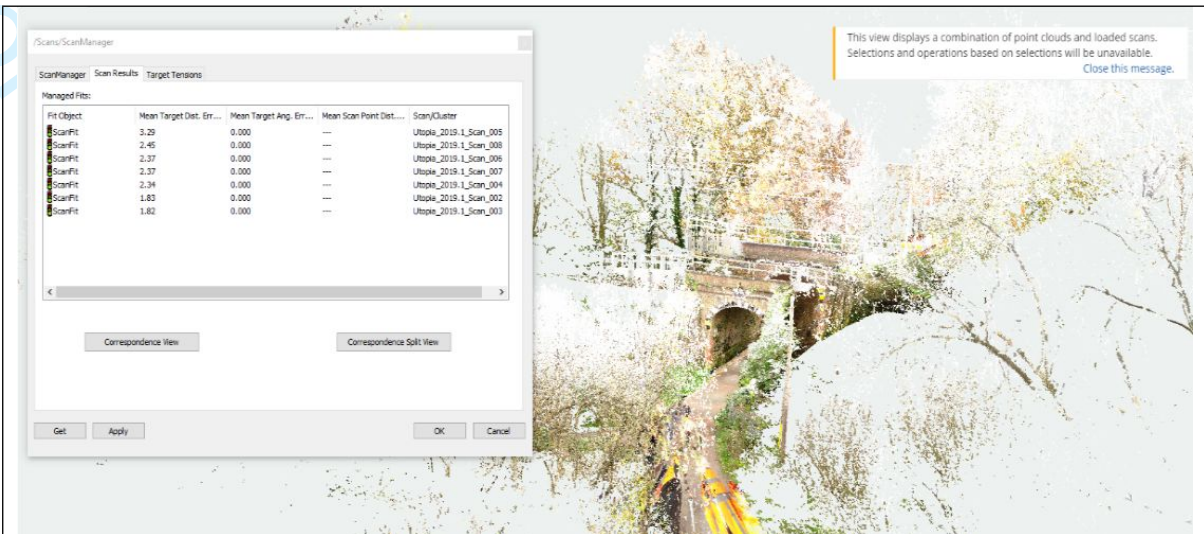 /Scans/ScanManager
ScanManager Scan Results Target Tensions
Managed Fits:
Fit Object Mean Target Dist. Err... Mean Target Ang. Err... Mean Scan Point Dist.... Scan/Cluster
ScanFit 3.29 0.000 --- Utopia_2019.1_Scan_005
ScanFit 2.45 0.000 --- Utopia_2019.1_Scan_008
ScanFit 2.37 0.000 --- Utopia_2019.1_Scan_006
ScanFit 2.37 0.000 --- Utopia_2019.1_Scan_007
ScanFit 2.34 0.000 --- Utopia_2019.1_Scan_004
ScanFit 1.83 0.000 --- Utopia_2019.1_Scan_002
ScanFit 1.82 0.000 --- Utopia_2019.1_Scan_003
Correspondence View Correspondence Split View
Get Apply OK Cancel
This view displays a combination of point clouds and loaded scans.
Selections and operations based on selections will be unavailable.
Close this message.